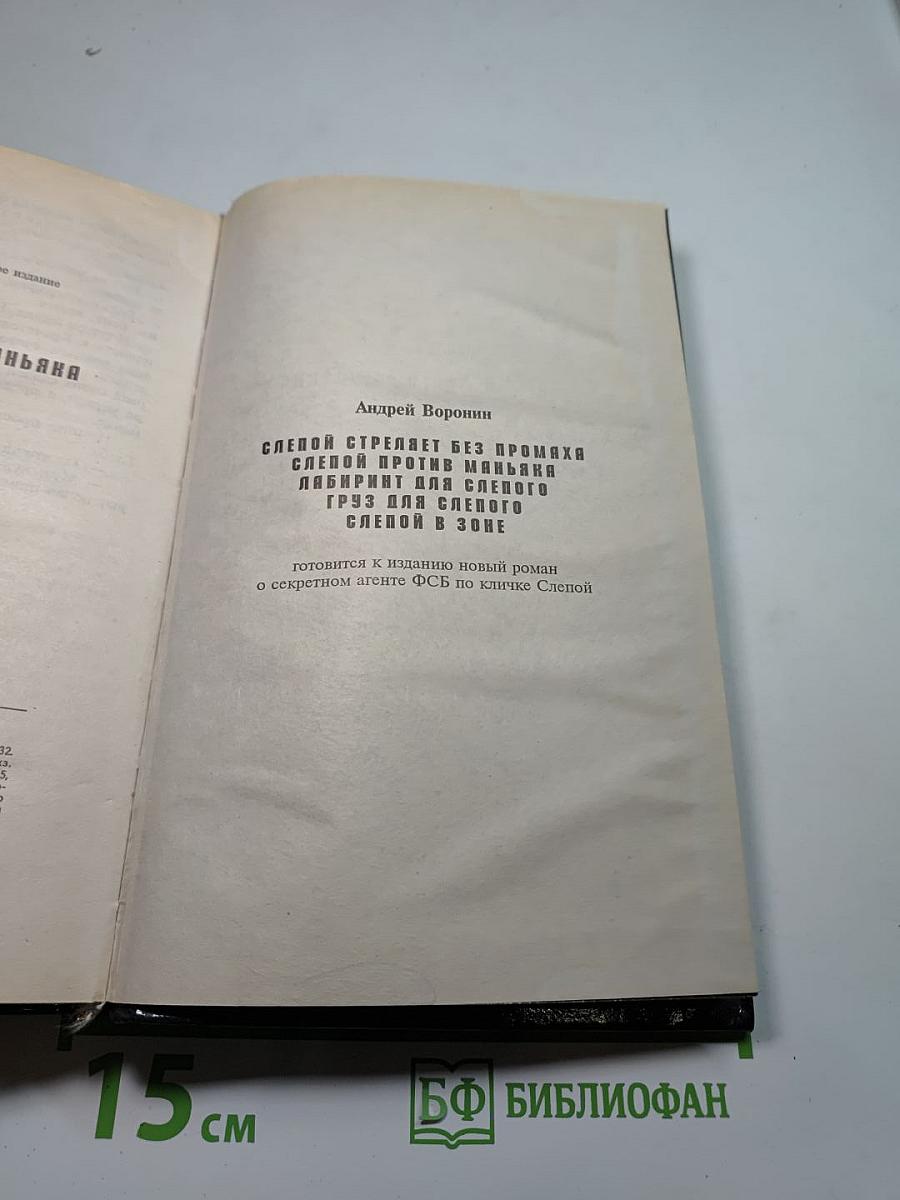 издание
Андрей Воронин
СЛЕПОЙ СТРЕЛЯЕТ БЕЗ ПРОМАХА
СЛЕПОЙ ПРОТИВ МАНЬЯКА
ЛАБИРИНТ ДЛЯ СЛЕПОГО
ГРУЗ ДЛЯ СЛЕПОГО
СЛЕПОЙ В ЗОНЕ
готовится к изданию новый роман
о секретном агенте ФСБ по кличке Слепой
15 см
БФ БИБЛИОФАН